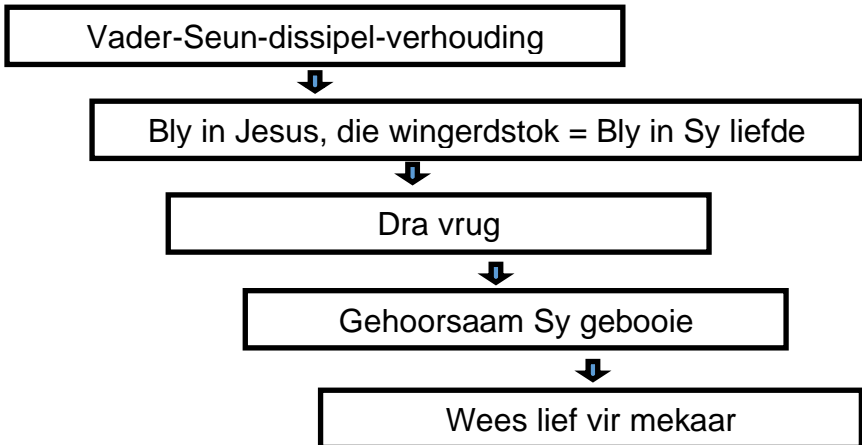 Vader-Seun-dissipel-verhouding
Bly in Jesus, die wingerdstok = Bly in Sy liefde
Dra vrug
Gehoorsaam Sy gebooie
Wees lief vir mekaar